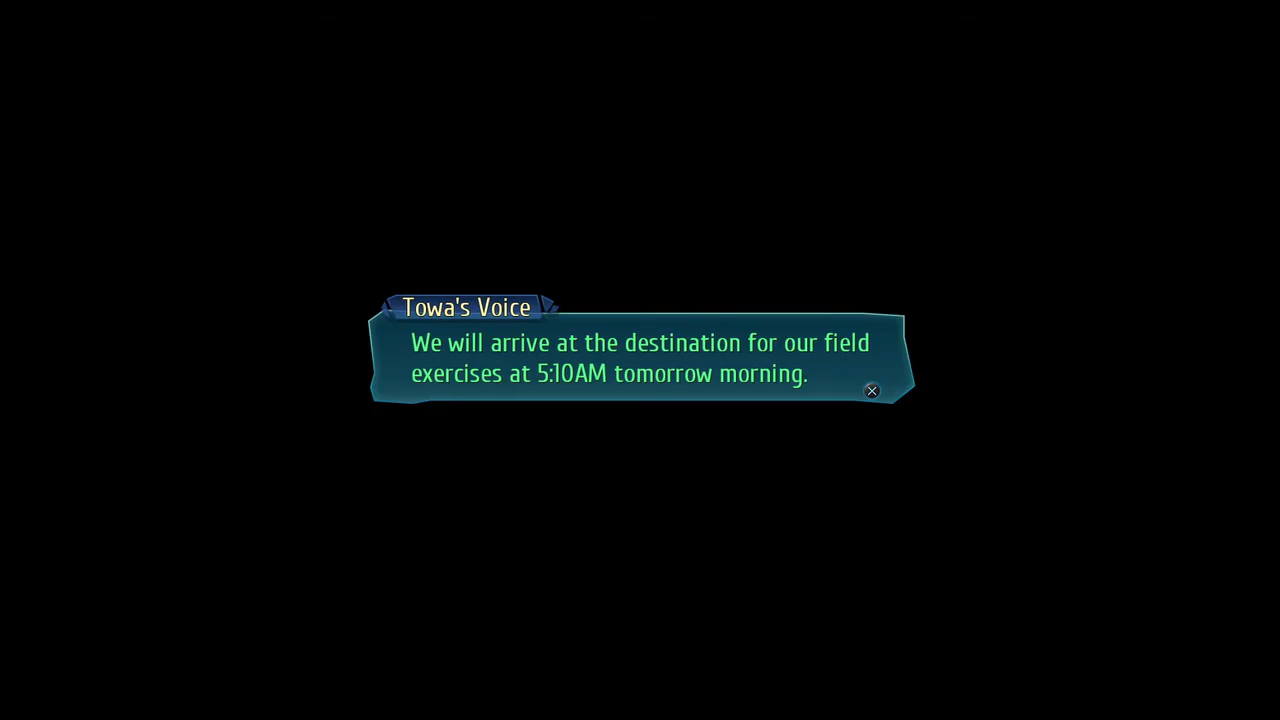 Towa's Voice
We will arrive at the destination for our field
exercises at 5:10AM tomorrow morning.